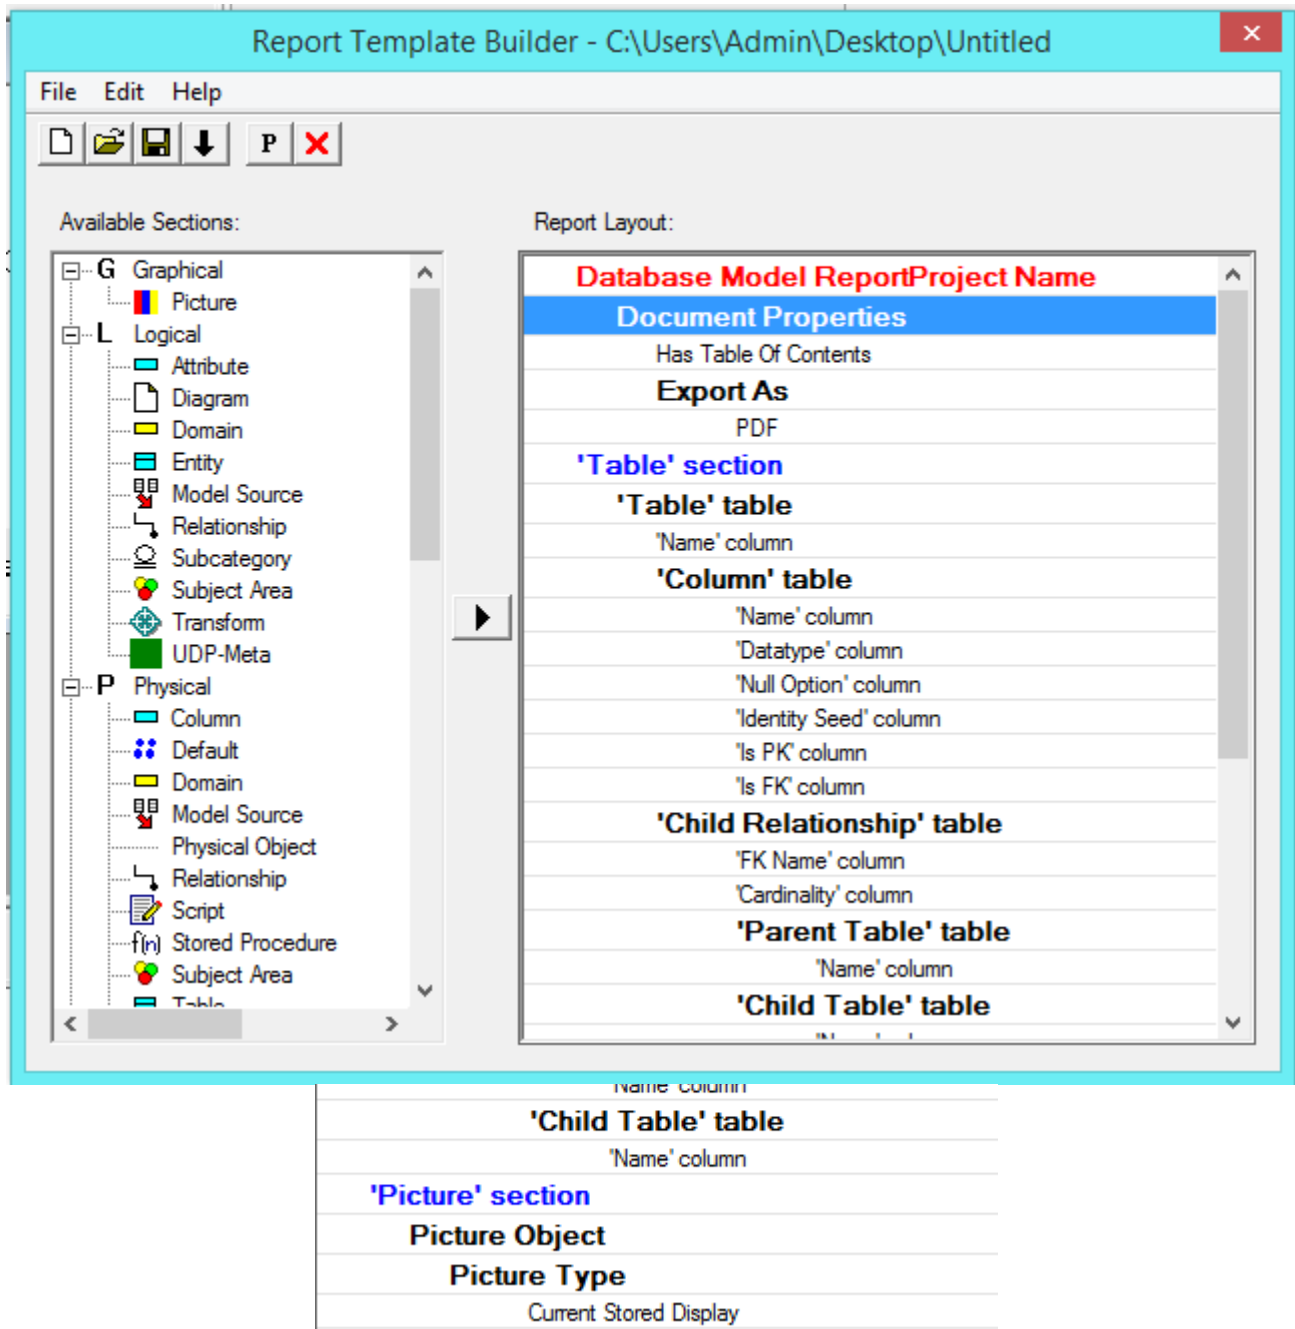 Report Template Builder - C:\Users\Admin\Desktop\Untitled
File Edit Help
P
Available Sections:
G Graphical
Picture
L Logical
Attribute
Diagram
Domain
Entity
Model Source
Relationship
Subcategory
Subject Area
Transform
UDP-Meta
P Physical
Column
Default
Domain
Model Source
Physical Object
Relationship
Script
f(n) Stored Procedure
Subject Area
Table
Report Layout:
Database Model ReportProject Name
Document Properties
Has Table Of Contents
Export As
PDF
'Table' section
'Table' table
'Name' column
'Column' table
'Name' column
'Datatype' column
'Null Option' column
'Identity Seed' column
'Is PK' column
'Is FK' column
'Child Relationship' table
'FK Name' column
'Cardinality' column
'Parent Table' table
'Name' column
'Child Table' table
'Name' column
'Child Table' table
'Name' column
'Picture' section
Picture Object
Picture Type
Current Stored Display